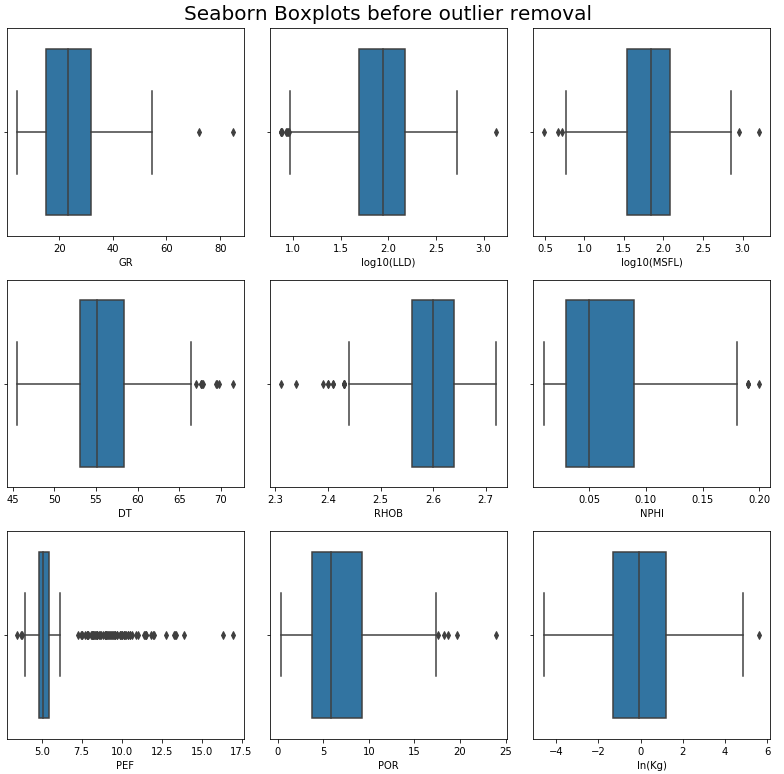 Seaborn Boxplots before outlier removal
20 40 60 80
GR
1.0 1.5 2.0 2.5 3.0
log10(LLD)
0.5 1.0 1.5 2.0 2.5 3.0
log10(MSFL)
45 50 55 60 65 70
DT
2.3 2.4 2.5 2.6 2.7
RHOB
0.05 0.10 0.15 0.20
NPHI
5.0 7.5 10.0 12.5 15.0 17.5
PEF
0 5 10 15 20 25
POR
−4 −2 0 2 4 6
ln(Kg)